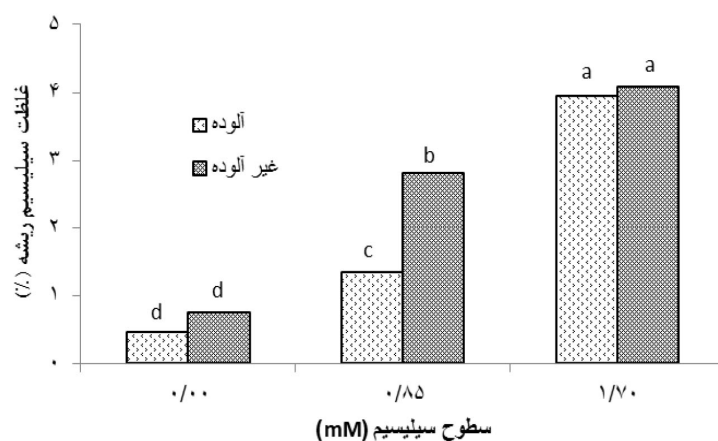 غلظت سیلیسیم ریشه (٪)
۵
۴
۳
۲
۱
۰
آلوده
غیر آلوده
d
d
c
b
a
a
۰/۰۰
۰/۸۵
۱/۷۰
سطوح سیلیسیم (mM)